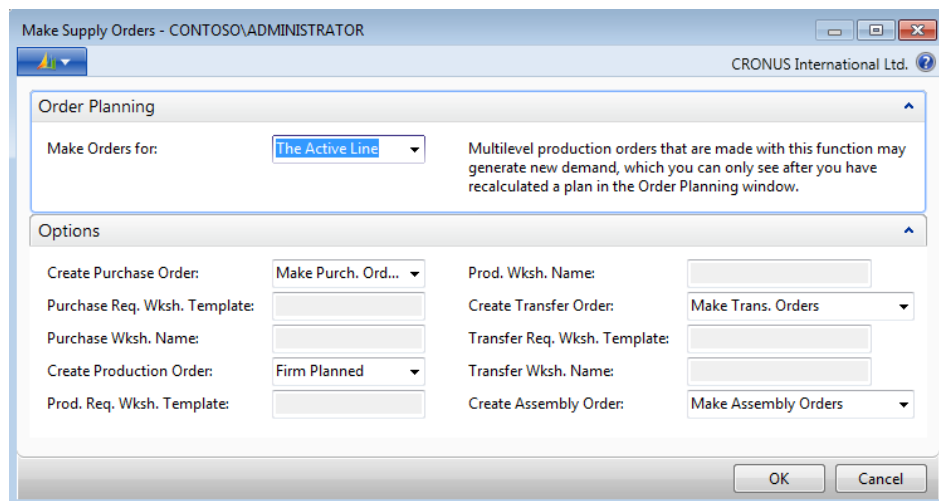 Make Supply Orders - CONTOSO\ADMINISTRATOR
CRONUS International Ltd.
Order Planning
Make Orders for:
The Active Line
Multilevel production orders that are made with this function may
generate new demand, which you can only see after you have
recalculated a plan in the Order Planning window.
Options
Create Purchase Order:
Make Purch. Ord...
Purchase Req. Wksh. Template:
Purchase Wksh. Name:
Create Production Order:
Firm Planned
Prod. Req. Wksh. Template:
Prod. Wksh. Name:
Create Transfer Order:
Make Trans. Orders
Transfer Req. Wksh. Template:
Transfer Wksh. Name:
Create Assembly Order:
Make Assembly Orders
OK
Cancel